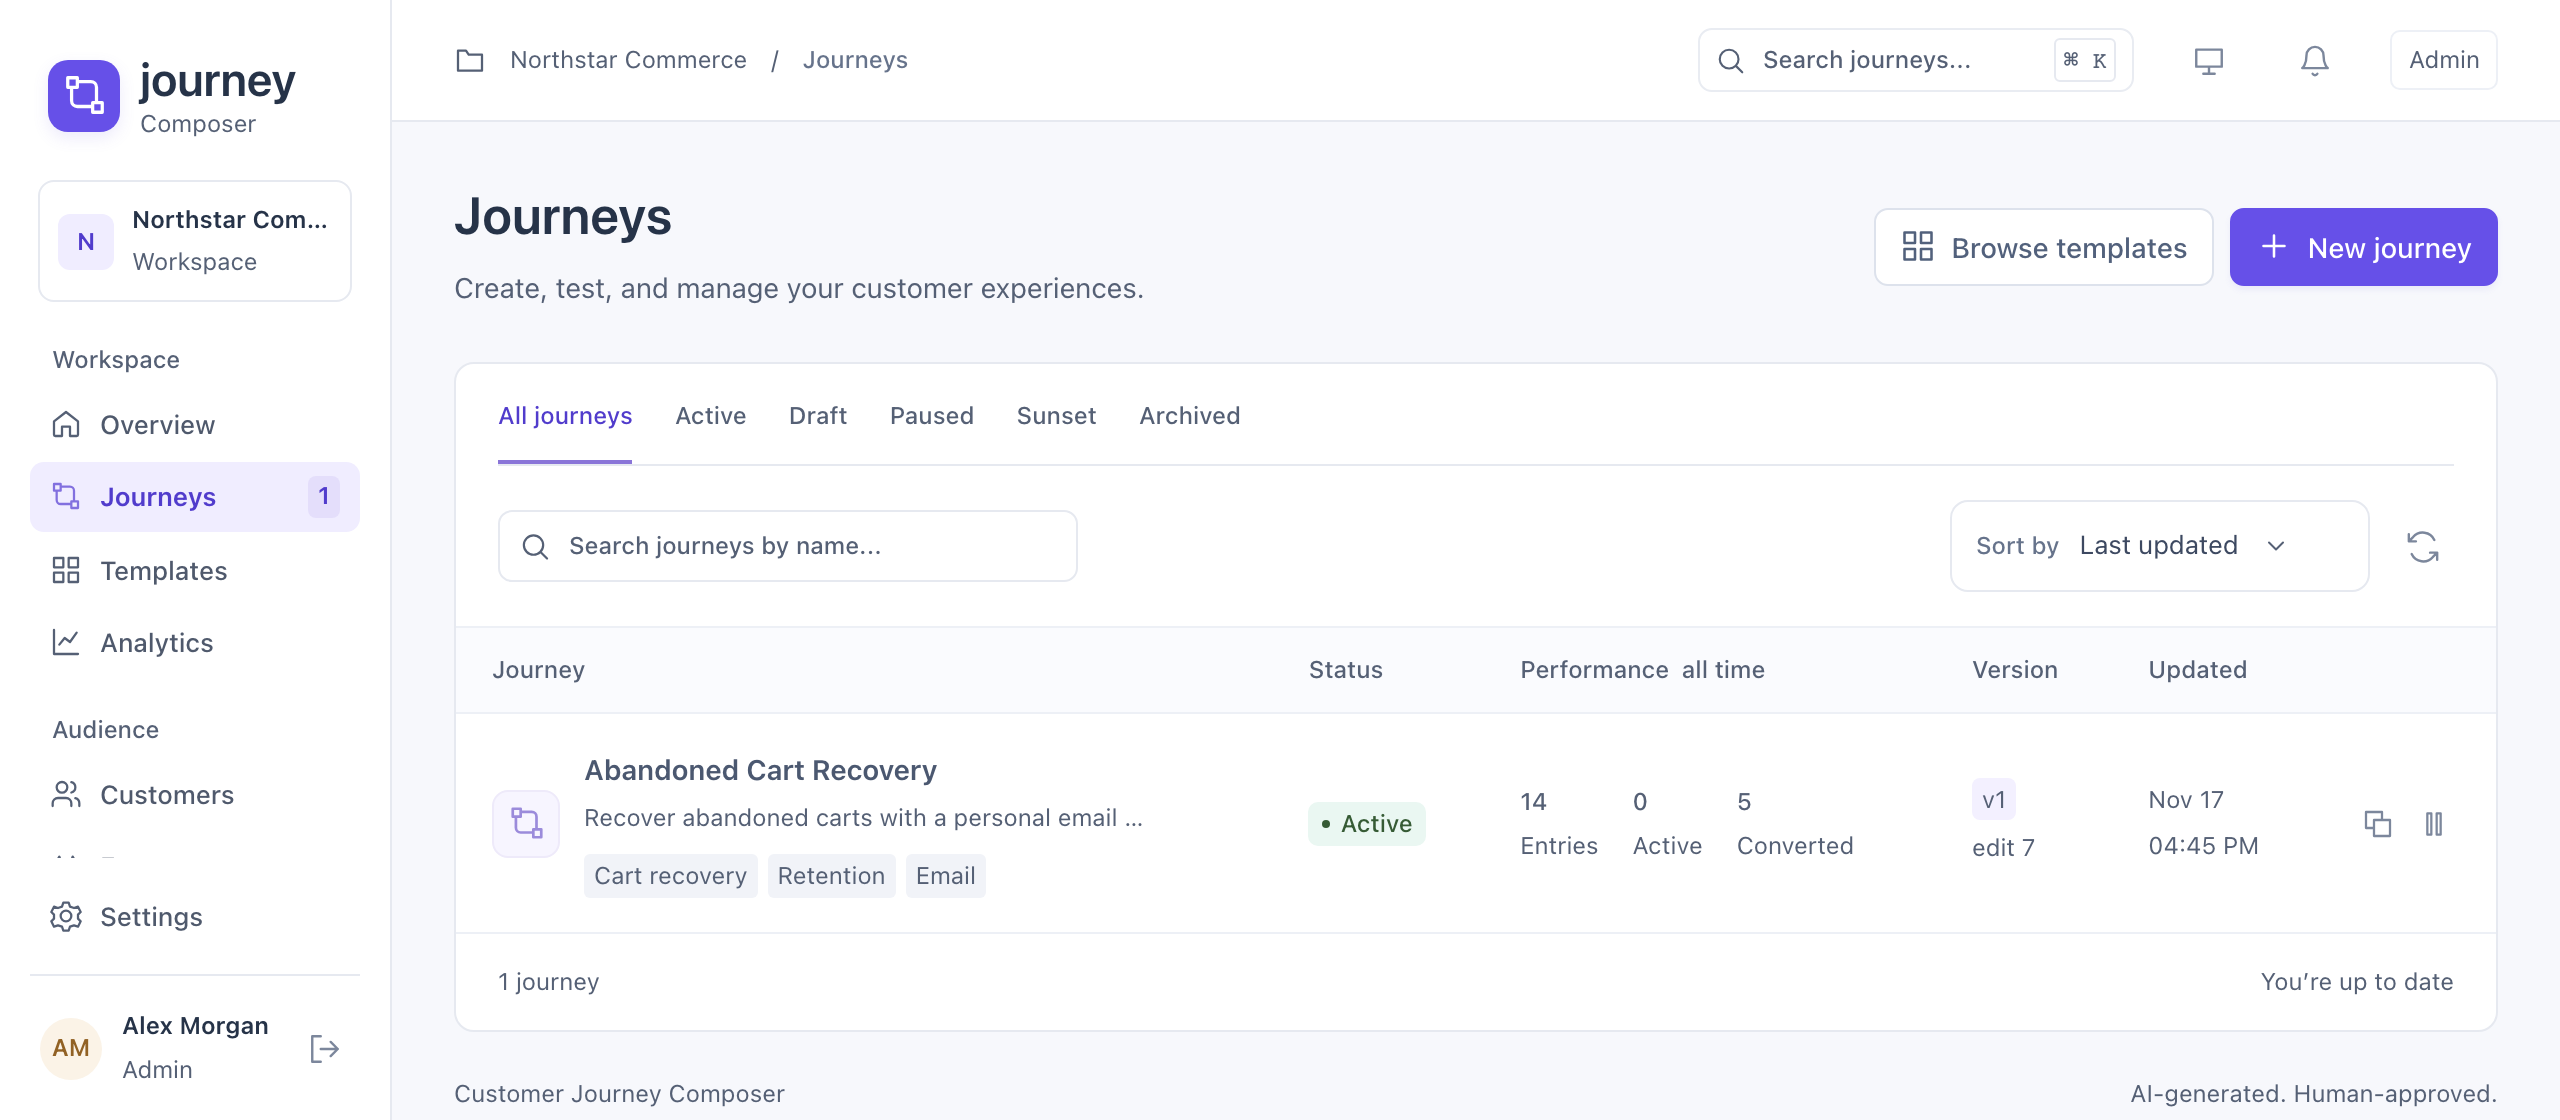 journey
Composer
N
Northstar Com...
Workspace
Workspace
Overview
Journeys 1
Templates
Analytics
Audience
Customers
Settings
AM
Alex Morgan
Admin
Northstar Commerce / Journeys
Search journeys... ⌘ K
Admin
Journeys
Create, test, and manage your customer experiences.
Browse templates
+ New journey
All journeys Active Draft Paused Sunset Archived
Search journeys by name...
Sort by Last updated
Journey Status Performance all time Version Updated
Abandoned Cart Recovery
Recover abandoned carts with a personal email ...
Cart recovery Retention Email
• Active
14 0 5
Entries Active Converted
v1
edit 7
Nov 17
04:45 PM
1 journey
You’re up to date
Customer Journey Composer
AI-generated. Human-approved.